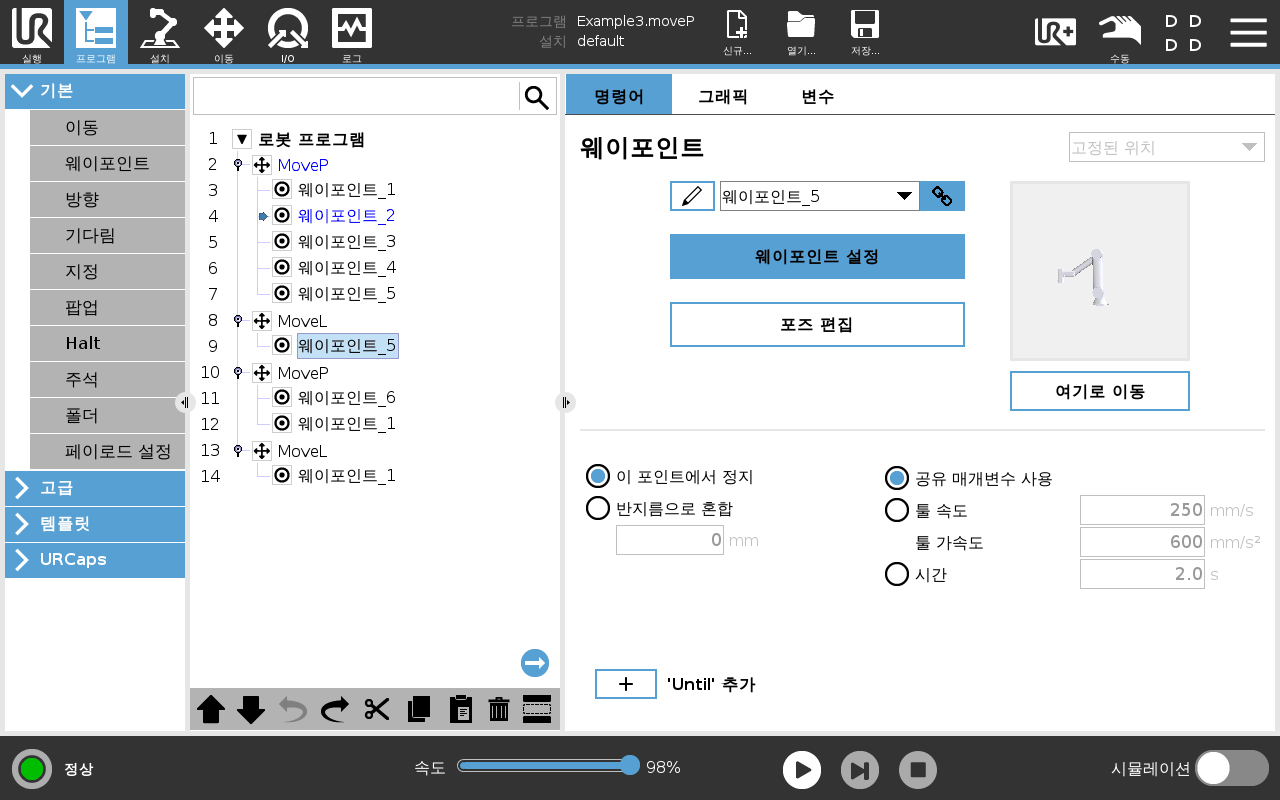 프로그램 Example3.moveP
설치 default
실행 프로그램 설치 이동 I/O 로그 신규... 열기... 저장... 수동
D D
D D
기본
이동
웨이포인트
방향
기다림
지정
팝업
Halt
주석
폴더
페이로드 설정
고급
템플릿
URCaps
1 로봇 프로그램
2 MoveP
3 웨이포인트_1
4 웨이포인트_2
5 웨이포인트_3
6 웨이포인트_4
7 웨이포인트_5
8 MoveL
9 웨이포인트_5
10 MoveP
11 웨이포인트_6
12 웨이포인트_1
13 MoveL
14 웨이포인트_1
명령어 그래픽 변수
웨이포인트 고정된 위치
웨이포인트_5
웨이포인트 설정
포즈 편집
여기로 이동
이 포인트에서 정지
반지름으로 혼합
0 mm
공유 매개변수 사용
툴 속도 250 mm/s
툴 가속도 600 mm/s²
시간 2.0 s
'Until' 추가
정상 속도 98% 시뮬레이션